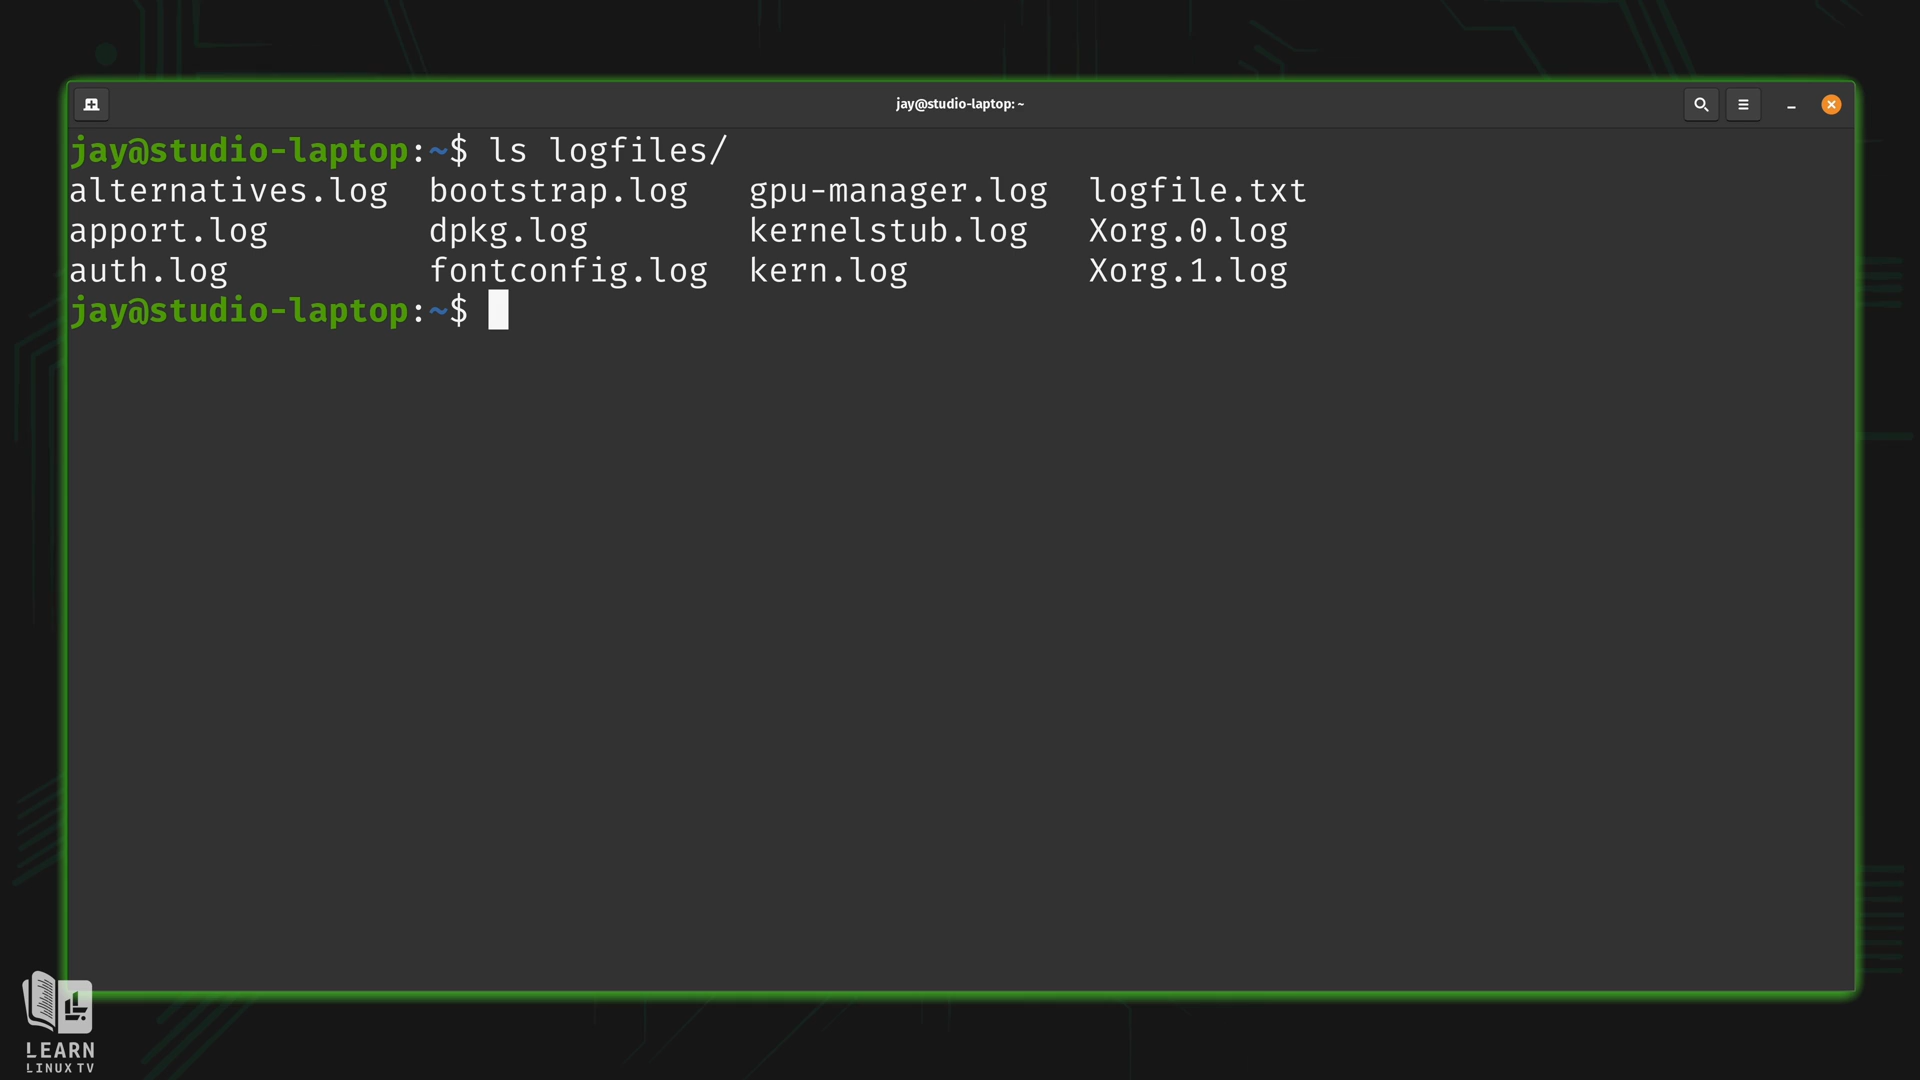 jay@studio-laptop: ~
jay@studio-laptop:~$ ls logfiles/
alternatives.log  bootstrap.log   gpu-manager.log  logfile.txt
apport.log        dpkg.log        kernelstub.log   Xorg.0.log
auth.log          fontconfig.log  kern.log         Xorg.1.log
jay@studio-laptop:~$
LEARN
LINUX TV